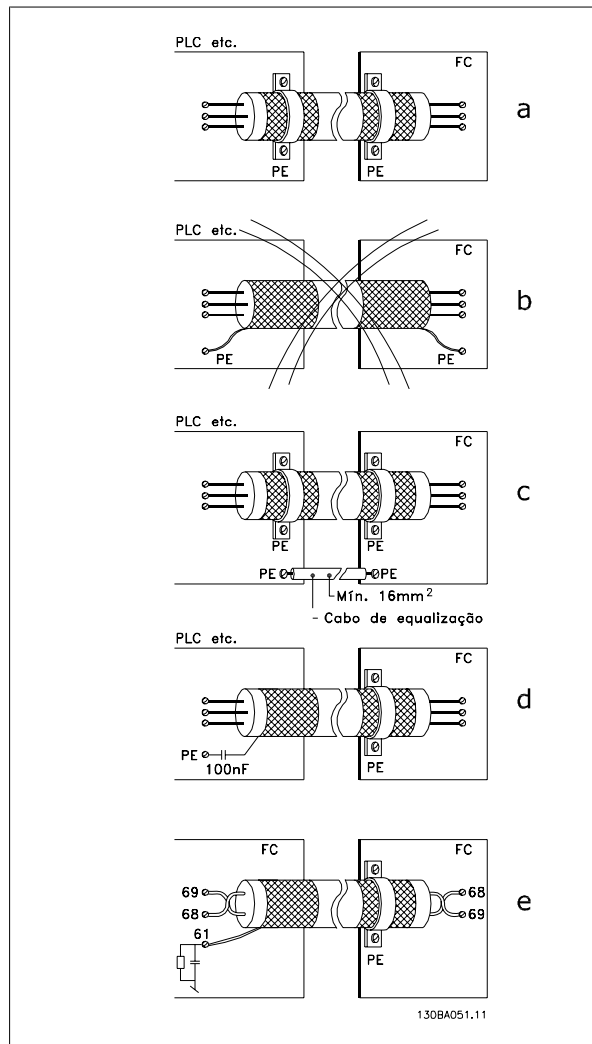 PLC etc.
FC
PE
PE
a
PLC etc.
FC
PE
PE
b
PLC etc.
FC
PE
PE
PE
PE
Mín. 16mm²
Cabo de equalização
c
PLC etc.
FC
PE
100nF
PE
d
FC
FC
69
68
68
69
61
PE
e
130BA051.11